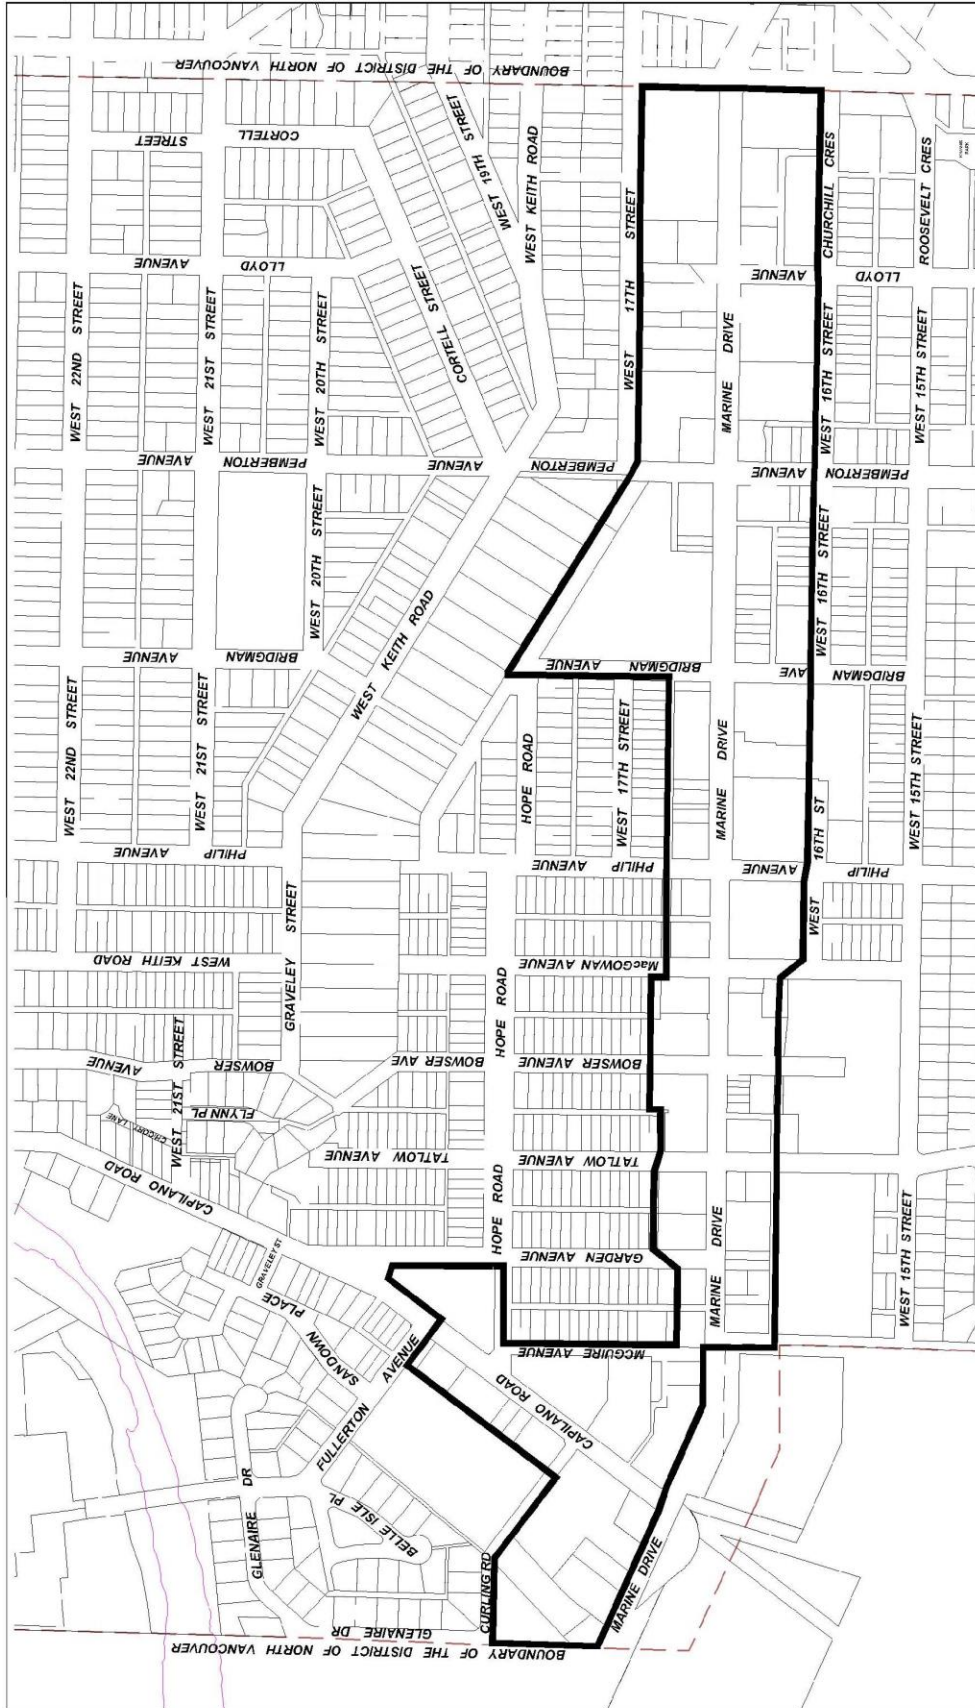 BOUNDARY OF THE DISTRICT OF NORTH VANCOUVER
CORTELL STREET
WEST 19TH STREET
WEST KEITH ROAD
LLOYD AVENUE
CORTELL STREET
WEST 22ND STREET
WEST 21ST STREET
WEST 20TH STREET
WEST 17TH STREET
CHURCHILL CRES
ROOSEVELT CRES
LLOYD AVENUE
MARINE DRIVE
WEST 16TH STREET
WEST 15TH STREET
PEMBERTON AVENUE
PEMBERTON AVENUE
PEMBERTON AVENUE
WEST 20TH STREET
WEST KEITH ROAD
WEST 16TH STREET
BRIDGMAN AVENUE
BRIDGMAN AVENUE
BRIDGMAN AVE
WEST 22ND STREET
WEST 21ST STREET
HOPE ROAD
WEST 17TH STREET
MARINE DRIVE
WEST 15TH STREET
PHILIP AVENUE
PHILIP AVENUE
PHILIP AVENUE
WEST 16TH ST
WEST KEITH ROAD
GRAVELEY STREET
MacGOWAN AVENUE
HOPE ROAD
BOWSER AVENUE
BOWSER AVE
BOWSER AVENUE
WEST 21ST STREET
FLYNN PL
CHICORY LANE
TATLOW AVENUE
TATLOW AVENUE
CAPILANO ROAD
HOPE ROAD
GARDEN AVENUE
MARINE DRIVE
WEST 15TH STREET
GRAVELEY ST
SANDOWN PLACE
MCGUIRE AVENUE
FULLERTON AVENUE
CAPILANO ROAD
GLENAIRE DR
BELLE ISLE PL
CURLING RD
MARINE DRIVE
GLENAIRE DR
BOUNDARY OF THE DISTRICT OF NORTH VANCOUVER